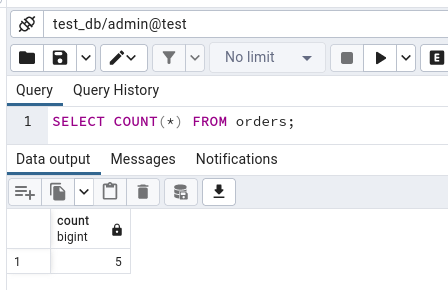 test_db/admin@test
No limit
E
Query Query History
1 SELECT COUNT(*) FROM orders;
Data output Messages Notifications
count
bigint
1 5